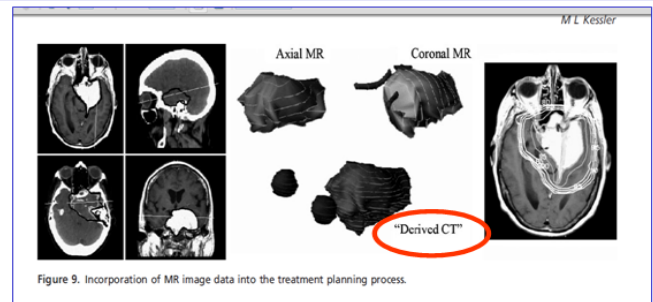 M L Kessler
Axial MR
Coronal MR
"Derived CT"
Figure 9. Incorporation of MR image data into the treatment planning process.